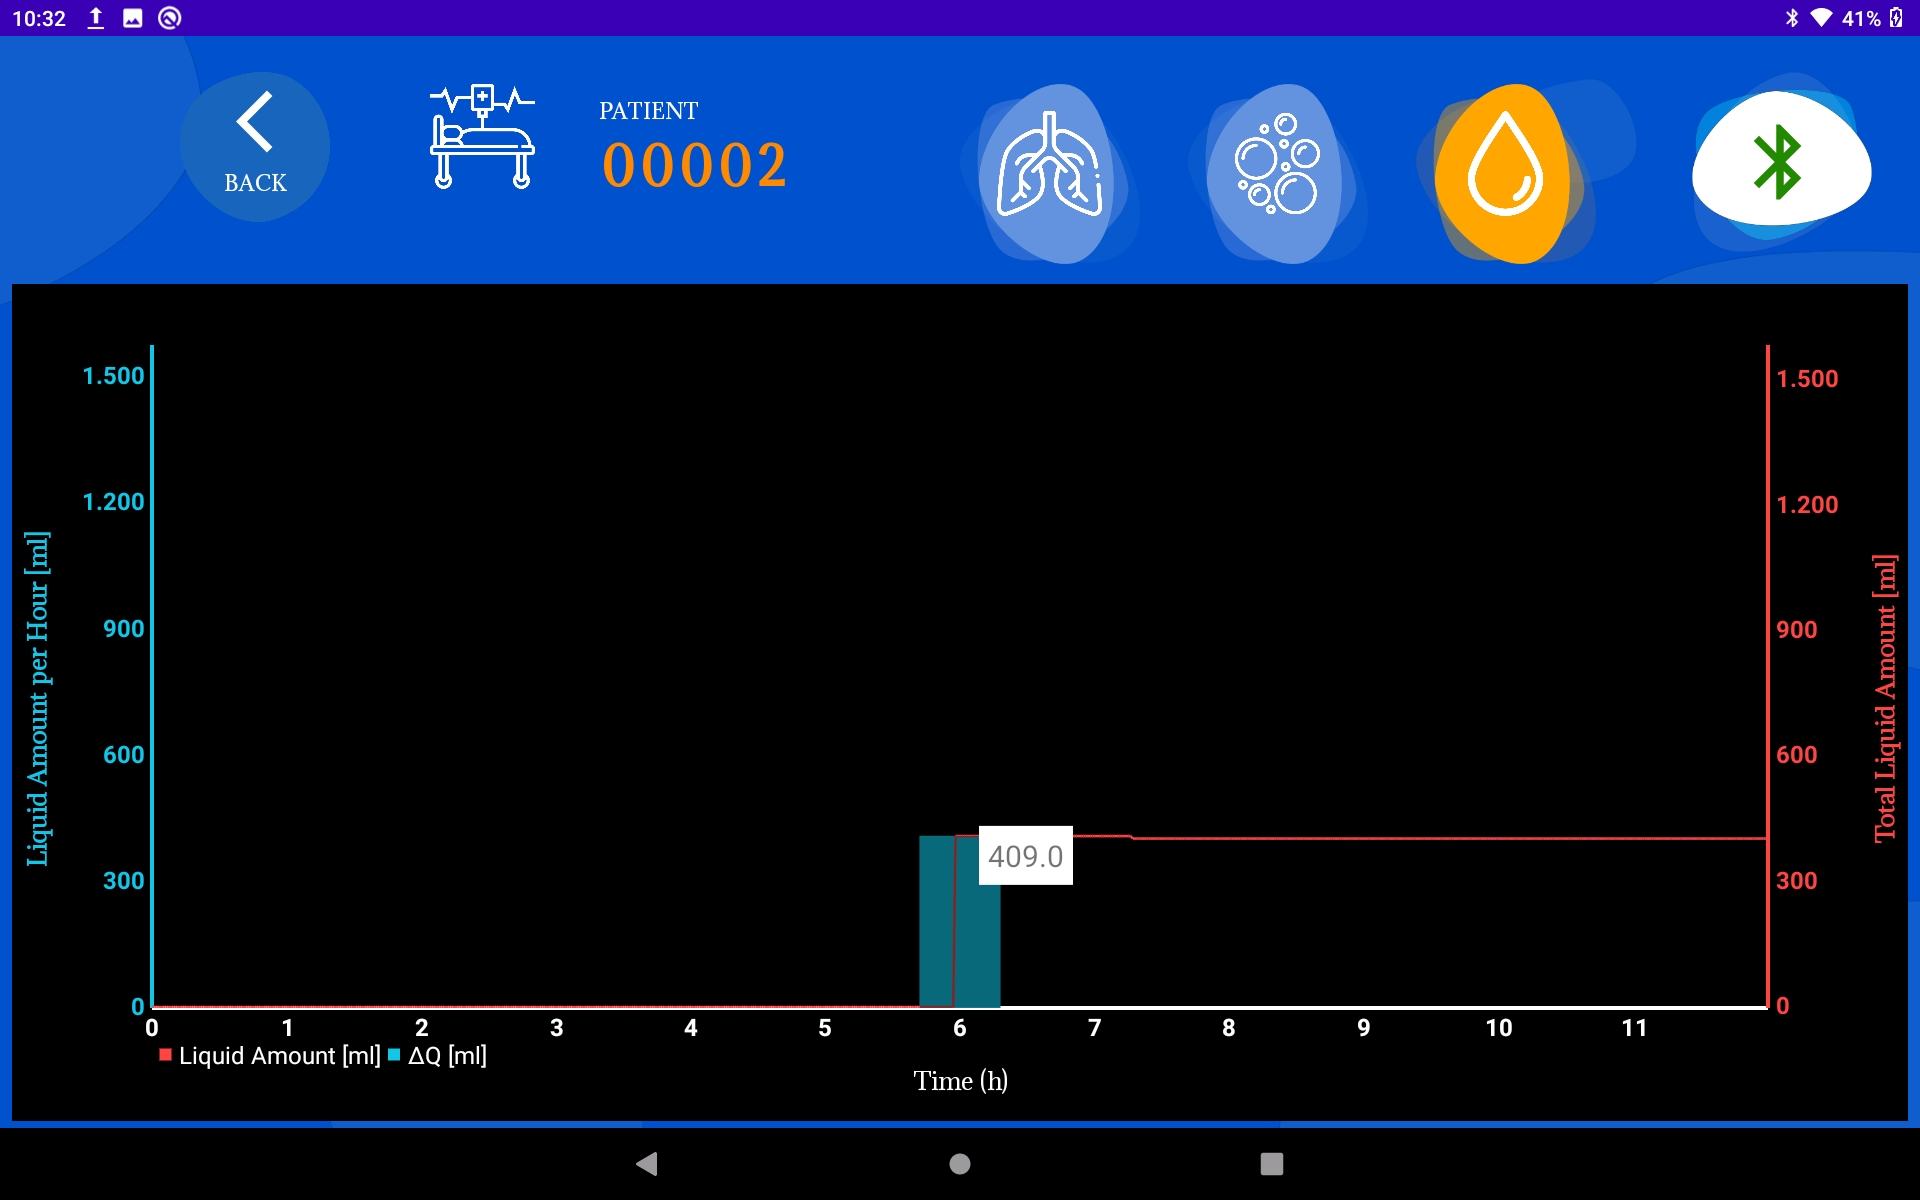 10:32
41%
BACK
PATIENT
00002
Liquid Amount per Hour [ml]
1.500
1.200
900
600
300
0
1.500
1.200
900
600
300
0
Total Liquid Amount [ml]
409.0
0 1 2 3 4 5 6 7 8 9 10 11
Liquid Amount [ml] ΔQ [ml]
Time (h)